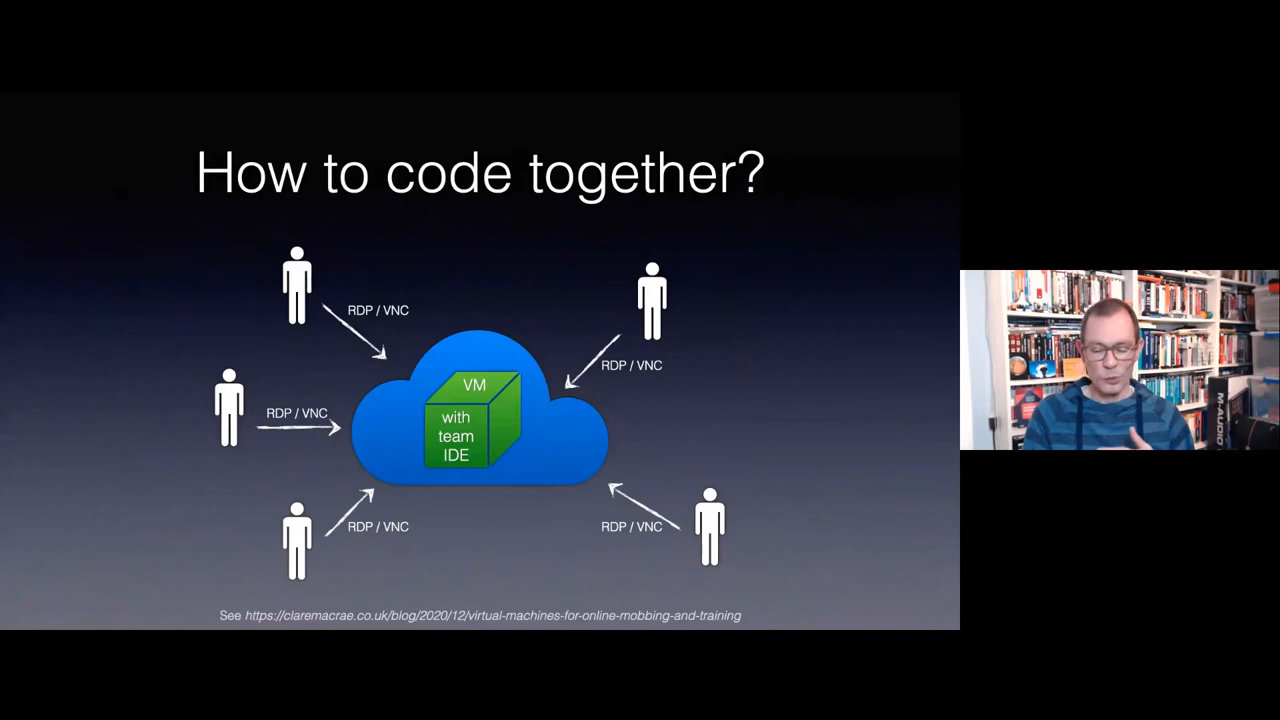 How to code together?
RDP / VNC
RDP / VNC
VM
RDP / VNC
with
team
IDE
RDP / VNC
RDP / VNC
See https://claremacrae.co.uk/blog/2020/12/virtual-machines-for-online-mobbing-and-training
M-AUDIO